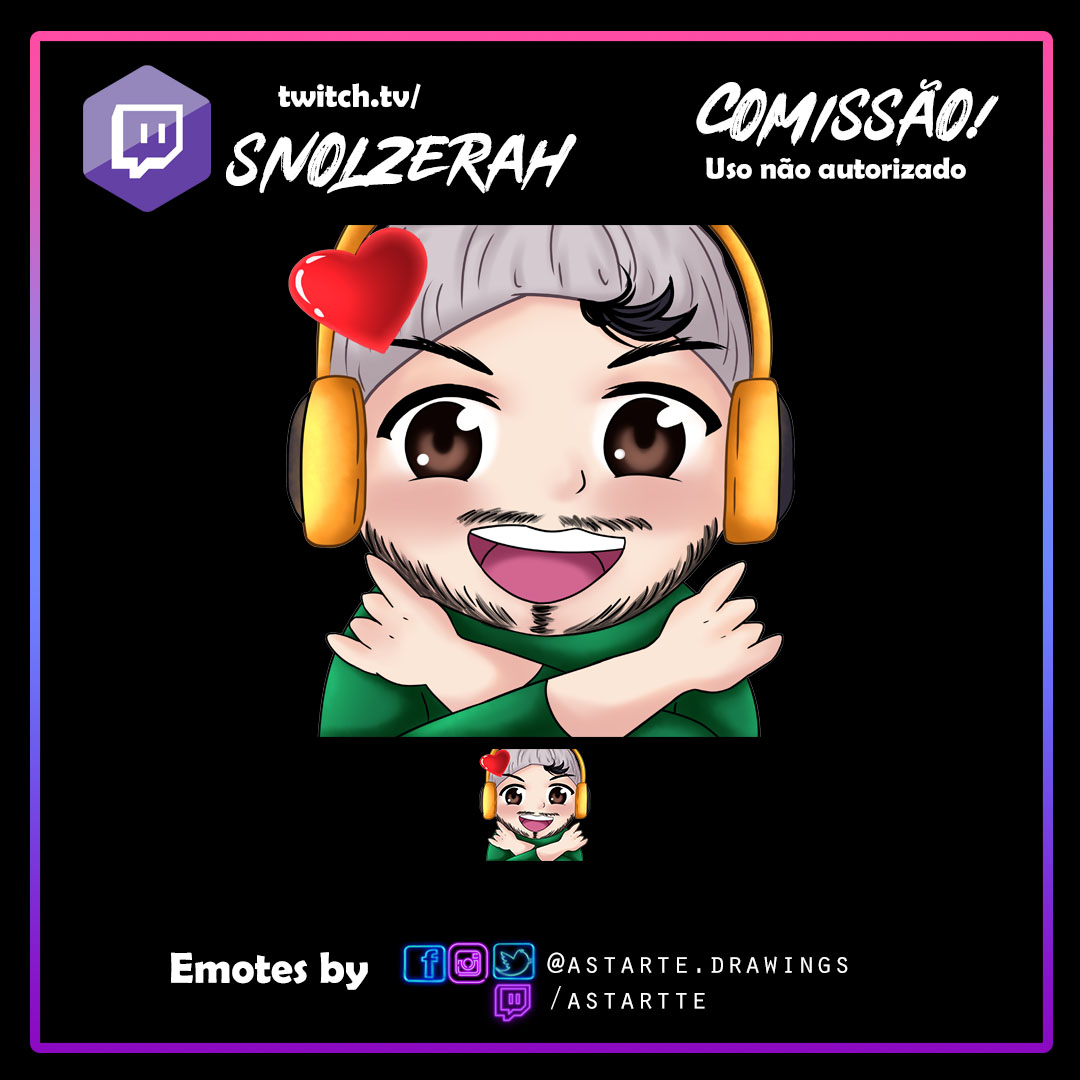 twitch.tv/
SNOLZERAH
COMISSÃO!
Uso não autorizado
Emotes by
@ASTARTE.DRAWINGS
/ASTARTTE